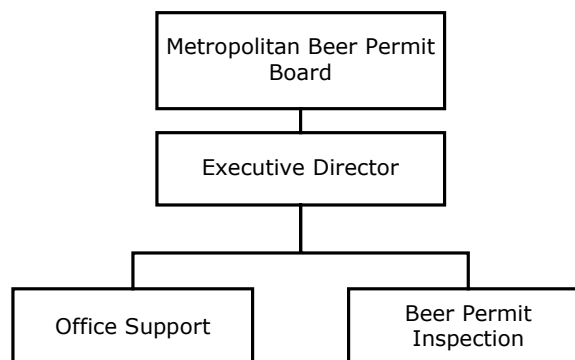 Metropolitan Beer Permit
Board
Executive Director
Office Support
Beer Permit
Inspection